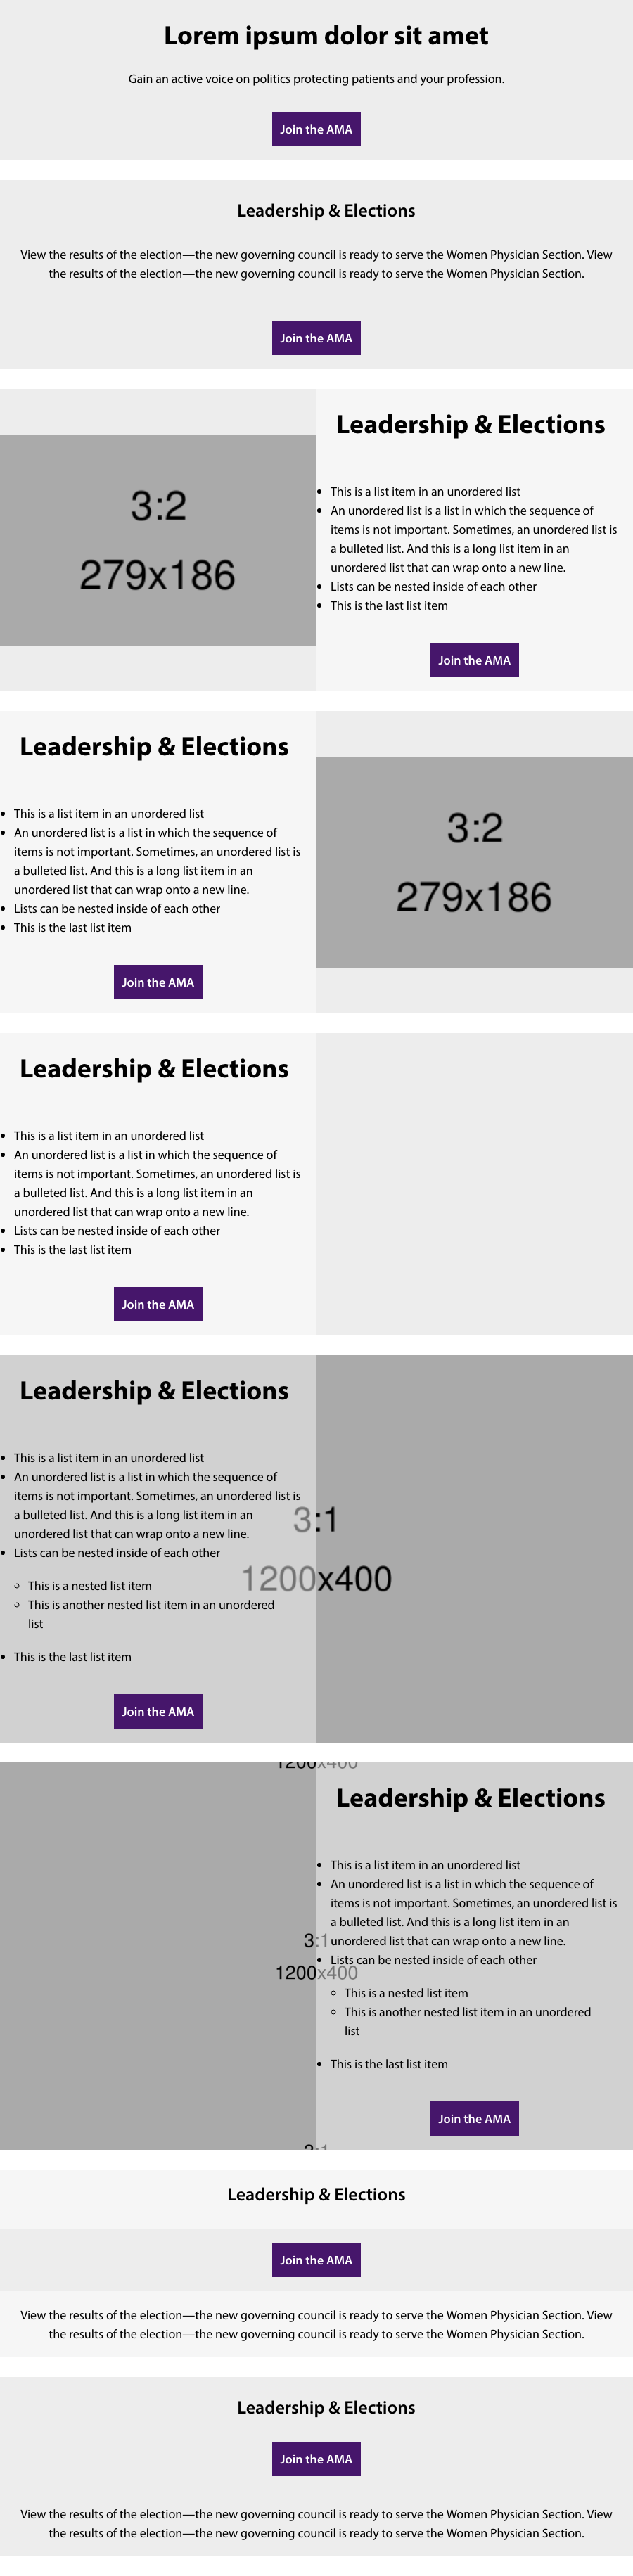 Lorem ipsum dolor sit amet
Gain an active voice on politics protecting patients and your profession.
Join the AMA
Leadership & Elections
View the results of the election—the new governing council is ready to serve the Women Physician Section. View
the results of the election—the new governing council is ready to serve the Women Physician Section.
Join the AMA
3:2
279x186
Leadership & Elections
• This is a list item in an unordered list
• An unordered list is a list in which the sequence of
items is not important. Sometimes, an unordered list is
a bulleted list. And this is a long list item in an
unordered list that can wrap onto a new line.
• Lists can be nested inside of each other
• This is the last list item
Join the AMA
Leadership & Elections
• This is a list item in an unordered list
• An unordered list is a list in which the sequence of
items is not important. Sometimes, an unordered list is
a bulleted list. And this is a long list item in an
unordered list that can wrap onto a new line.
• Lists can be nested inside of each other
• This is the last list item
Join the AMA
3:2
279x186
Leadership & Elections
• This is a list item in an unordered list
• An unordered list is a list in which the sequence of
items is not important. Sometimes, an unordered list is
a bulleted list. And this is a long list item in an
unordered list that can wrap onto a new line.
• Lists can be nested inside of each other
• This is the last list item
Join the AMA
Leadership & Elections
• This is a list item in an unordered list
• An unordered list is a list in which the sequence of
items is not important. Sometimes, an unordered list is
a bulleted list. And this is a long list item in an
unordered list that can wrap onto a new line.
• Lists can be nested inside of each other
◦ This is a nested list item
◦ This is another nested list item in an unordered
list
• This is the last list item
Join the AMA
3:1
1200x400
1200x400
3:1
1200x400
3:1
Leadership & Elections
• This is a list item in an unordered list
• An unordered list is a list in which the sequence of
items is not important. Sometimes, an unordered list is
a bulleted list. And this is a long list item in an
unordered list that can wrap onto a new line.
• Lists can be nested inside of each other
◦ This is a nested list item
◦ This is another nested list item in an unordered
list
• This is the last list item
Join the AMA
Leadership & Elections
Join the AMA
View the results of the election—the new governing council is ready to serve the Women Physician Section. View
the results of the election—the new governing council is ready to serve the Women Physician Section.
Leadership & Elections
Join the AMA
View the results of the election—the new governing council is ready to serve the Women Physician Section. View
the results of the election—the new governing council is ready to serve the Women Physician Section.